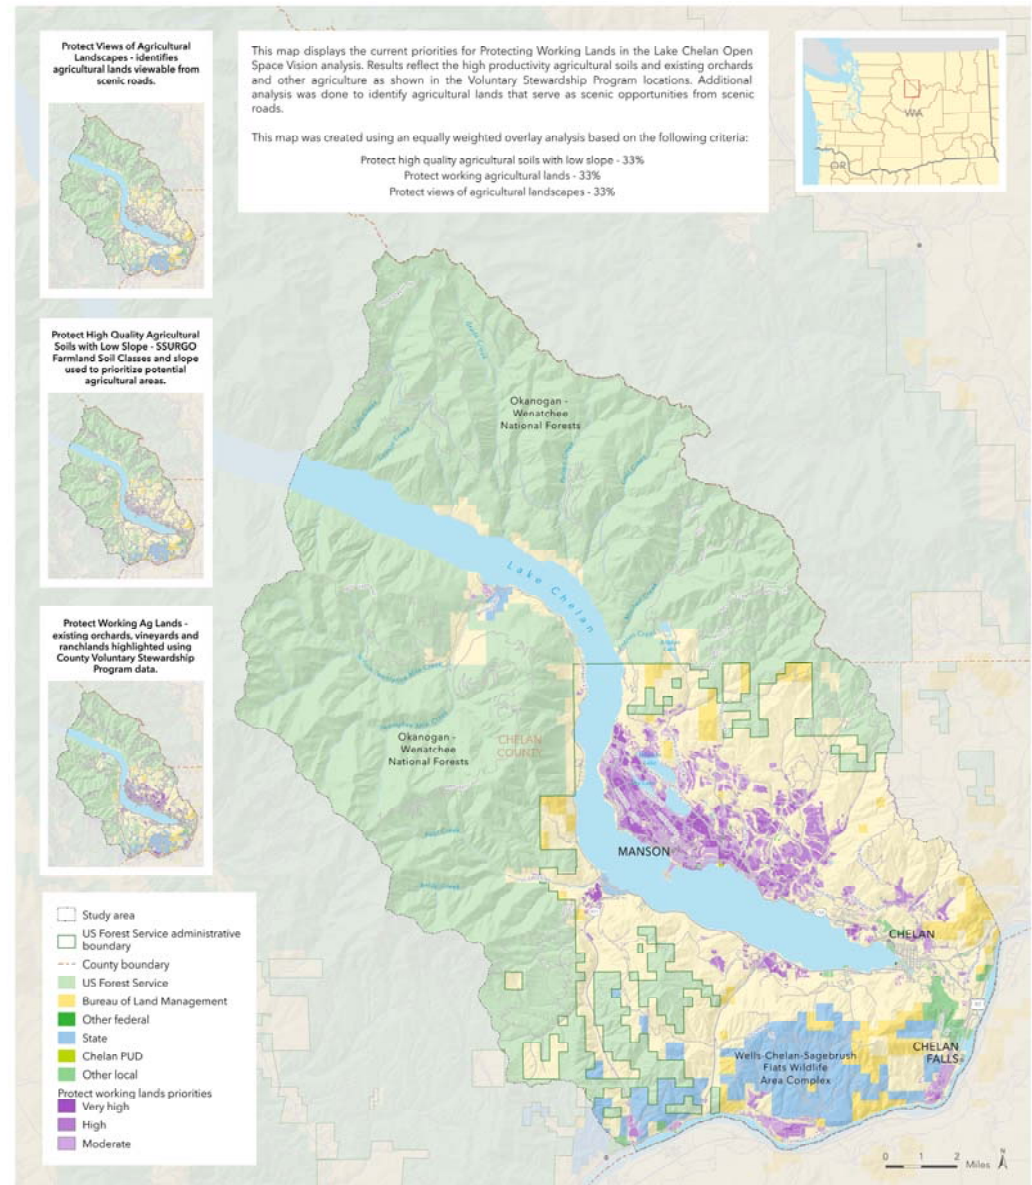 Protect Views of Agricultural
Landscapes - identifies
agricultural lands viewable from
scenic roads.
This map displays the current priorities for Protecting Working Lands in the Lake Chelan Open
Space Vision analysis. Results reflect the high productivity agricultural soils and existing orchards
and other agriculture as shown in the Voluntary Stewardship Program locations. Additional
analysis was done to identify agricultural lands that serve as scenic opportunities from scenic
roads.
This map was created using an equally weighted overlay analysis based on the following criteria:
Protect high quality agricultural soils with low slope - 33%
Protect working agricultural lands - 33%
Protect views of agricultural landscapes - 33%
WA
OR
Protect High Quality Agricultural
Soils with Low Slope - SSURGO
Farmland Soil Classes and slope
used to prioritize potential
agricultural areas.
Protect Working Ag Lands -
existing orchards, vineyards and
ranchlands highlighted using
County Voluntary Stewardship
Program data.
Okanogan -
Wenatchee
National Forests
Lake Chelan
Okanogan -
Wenatchee
National Forests
CHELAN
COUNTY
MANSON
CHELAN
CHELAN
FALLS
Wells-Chelan-Sagebrush
Flats Wildlife
Area Complex
Study area
US Forest Service administrative
boundary
County boundary
US Forest Service
Bureau of Land Management
Other federal
State
Chelan PUD
Other local
Protect working lands priorities
Very high
High
Moderate
0 1 2
Miles
N